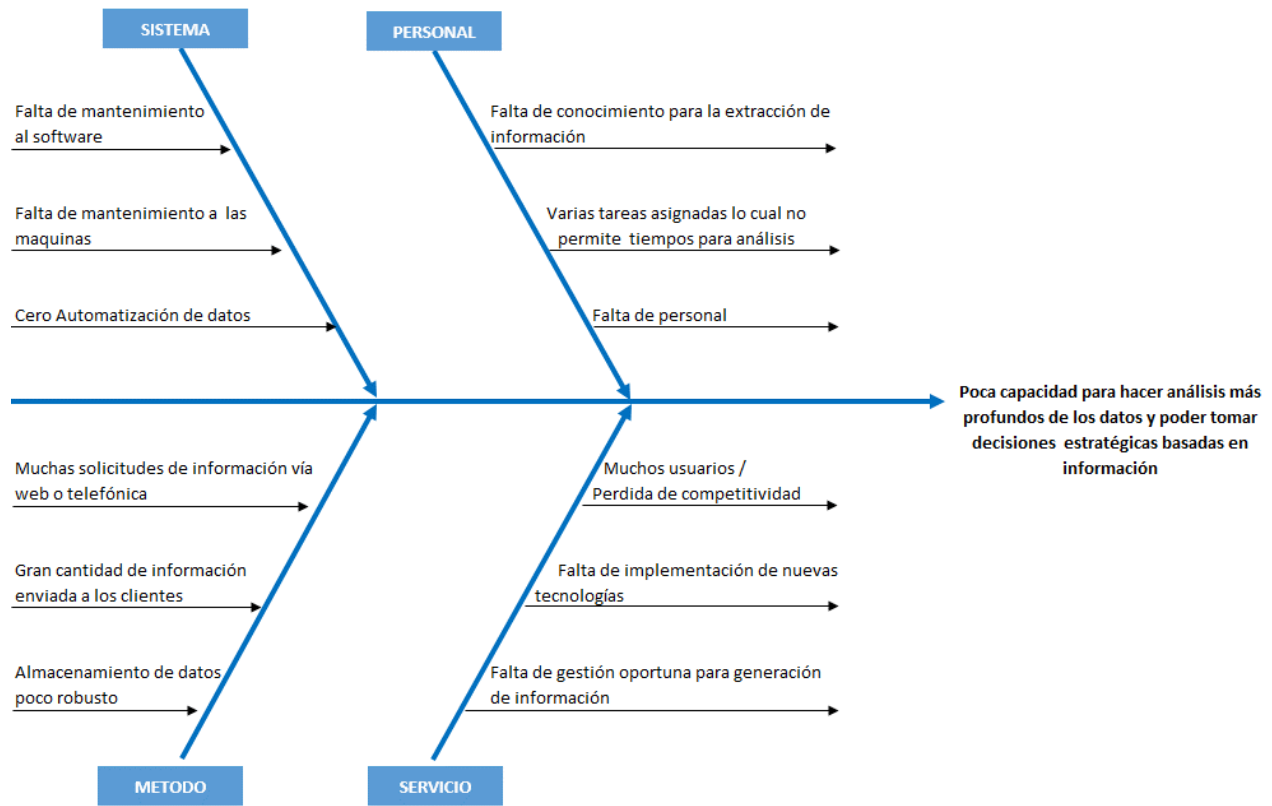 SISTEMA
PERSONAL
Falta de mantenimiento
al software
Falta de mantenimiento a las
maquinas
Cero Automatización de datos
Falta de conocimiento para la extracción de
información
Varias tareas asignadas lo cual no
permite tiempos para análisis
Falta de personal
Poca capacidad para hacer análisis más
profundos de los datos y poder tomar
decisiones estratégicas basadas en
información
Muchas solicitudes de información vía
web o telefónica
Gran cantidad de información
enviada a los clientes
Almacenamiento de datos
poco robusto
Muchos usuarios /
Perdida de competitividad
Falta de implementación de nuevas
tecnologías
Falta de gestión oportuna para generación
de información
METODO
SERVICIO